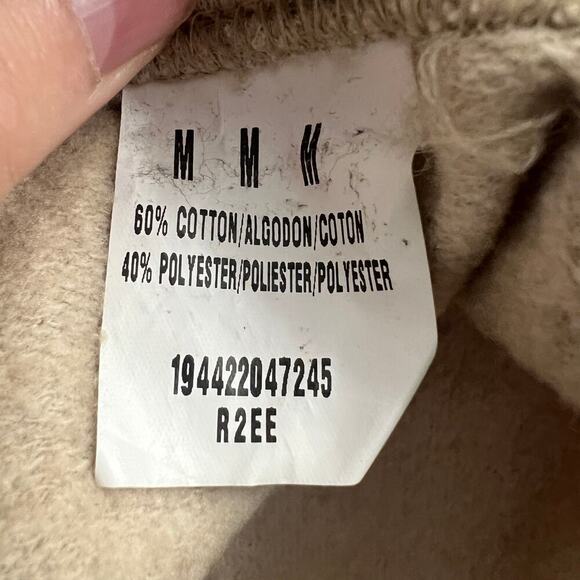 M M M
60% COTTON/ALGODON/COTON
40% POLYESTER/POLIESTER/POLYESTER
194422047245
R2EE